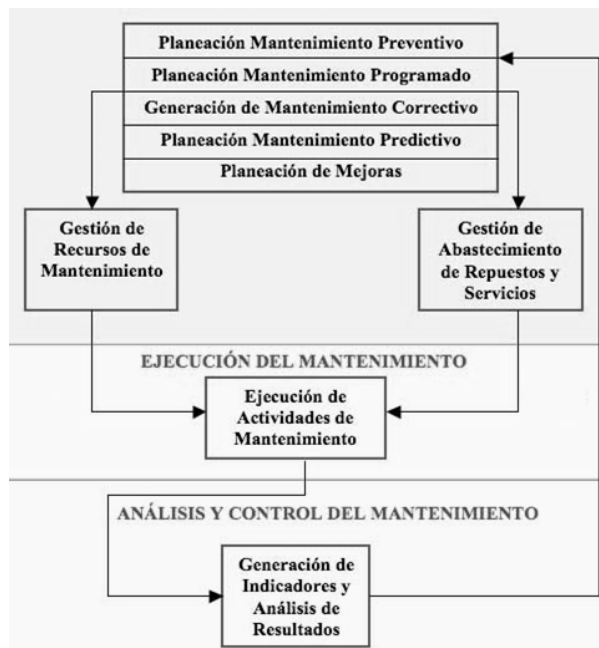 Planeación Mantenimiento Preventivo
Planeación Mantenimiento Programado
Generación de Mantenimiento Correctivo
Planeación Mantenimiento Predictivo
Planeación de Mejoras
Gestión de
Recursos de
Mantenimiento
Gestión de
Abastecimiento
de Repuestos y
Servicios
EJECUCIÓN DEL MANTENIMIENTO
Ejecución de
Actividades de
Mantenimiento
ANÁLISIS Y CONTROL DEL MANTENIMIENTO
Generación de
Indicadores y
Análisis de
Resultados